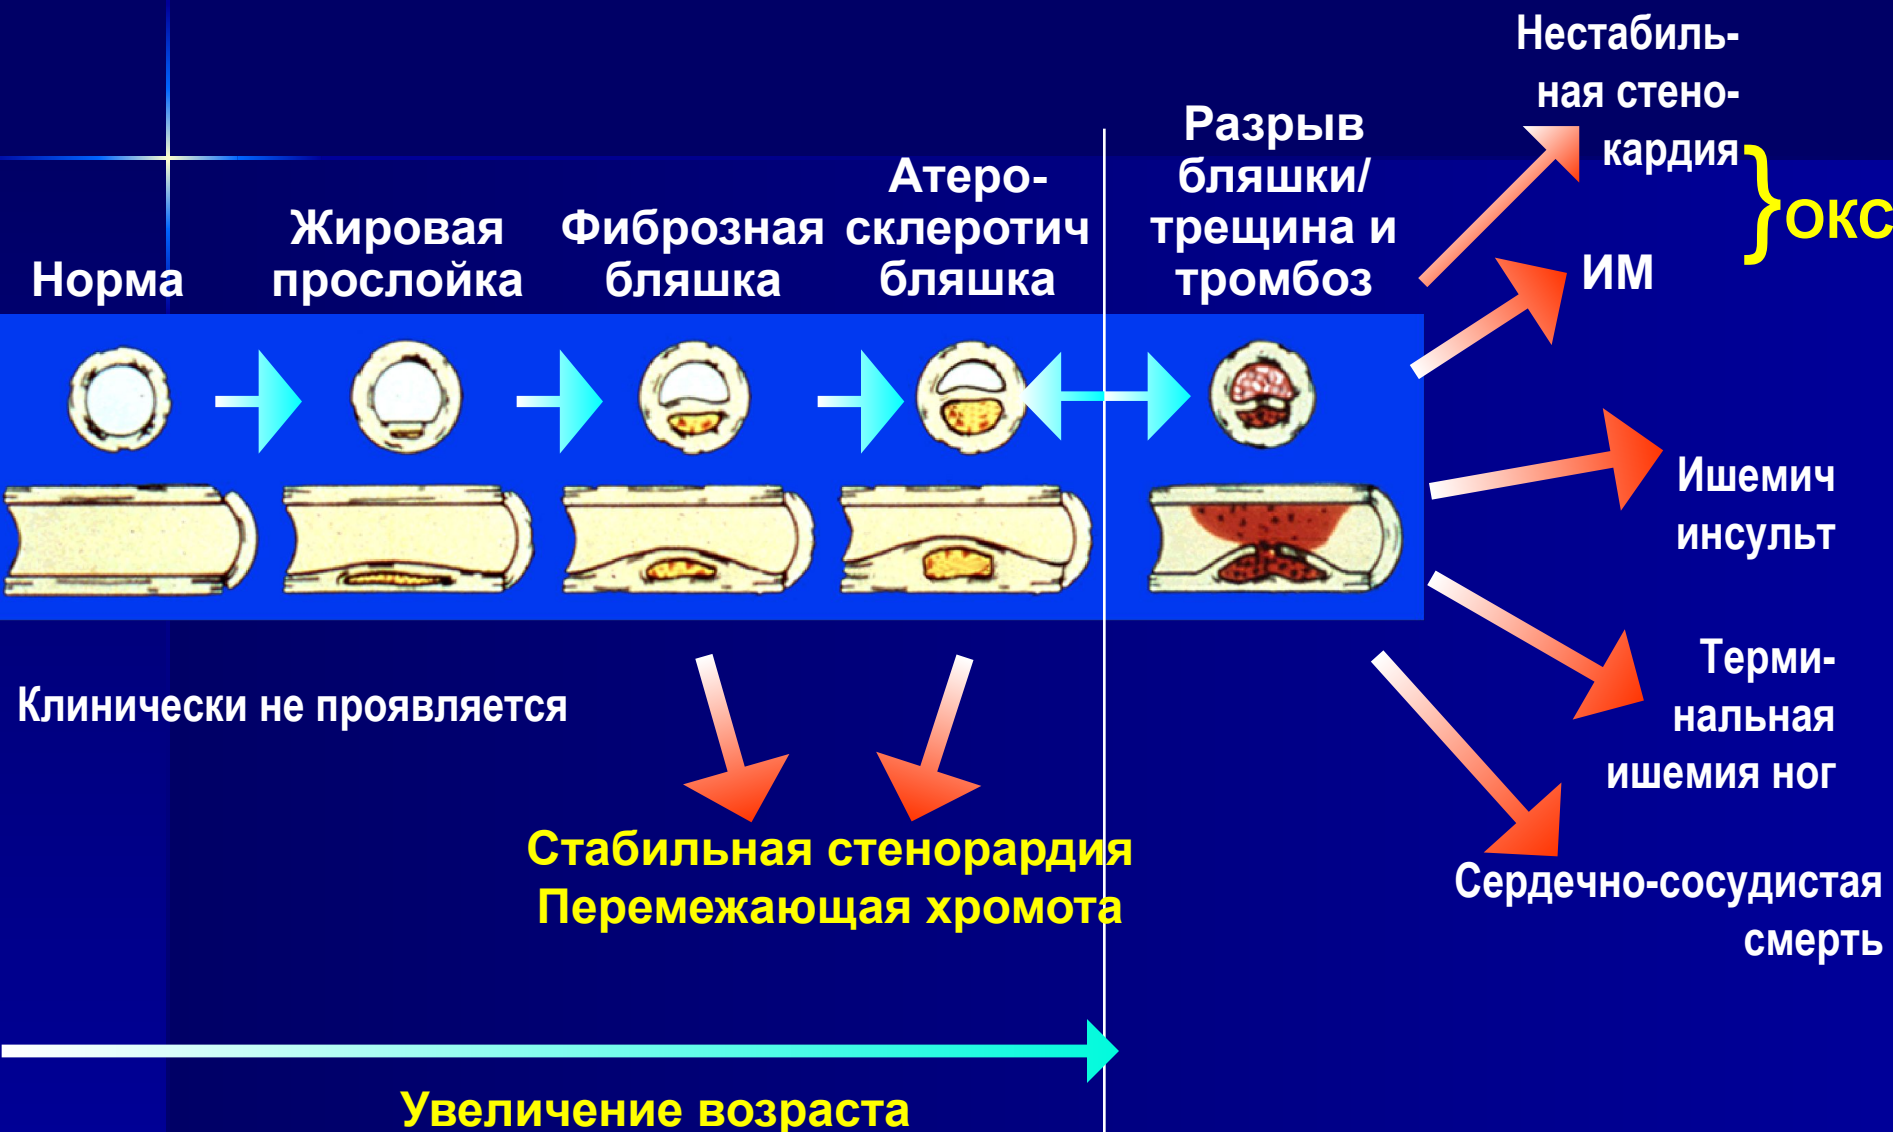 Норма
Жировая
прослойка
Фиброзная
бляшка
Атеро-
склеротич
бляшка
Разрыв
бляшки/
трещина и
тромбоз
Нестабиль-
ная стено-
кардия
ИМ
}ОКС
Ишемич
инсульт
Терми-
нальная
ишемия ног
Сердечно-сосудистая
смерть
Клинически не проявляется
Стабильная стенорардия
Перемежающая хромота
Увеличение возраста